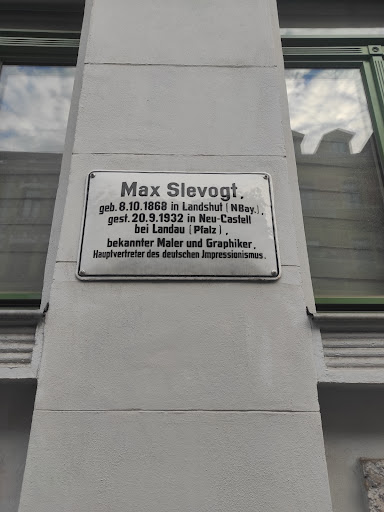 Max Slevogt,
geb. 8.10.1868 in Landshut (NBay.),
gest. 20.9.1932 in Neu-Castell
bei Landau (Pfalz),
bekannter Maler und Graphiker,
Hauptvertreter des deutschen Jmpressionismus.